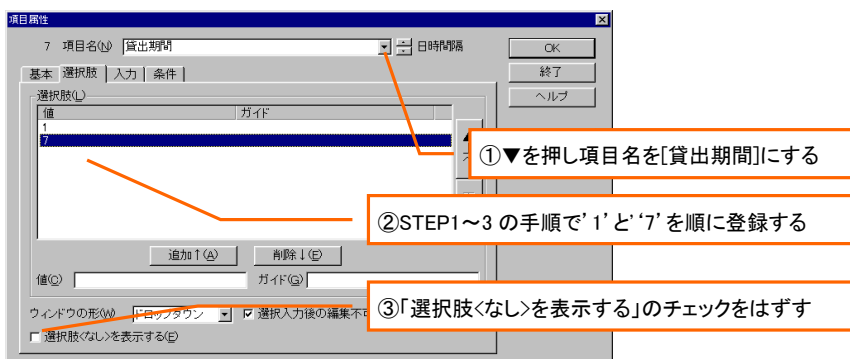 項目属性
7 項目名(N) 貸出期間 日時間隔
OK
終了
ヘルプ
基本 選択肢 入力 条件
選択肢(L)
値 ガイド
1
7
①▼を押し項目名を[貸出期間]にする
②STEP1～3 の手順で’1’と‘7’を順に登録する
追加↑(A) 削除↓(E)
値(C) ガイド(G)
③「選択肢<なし>を表示する」のチェックをはずす
ウィンドウの形(W) ドロップダウン 選択入力後の編集不可
選択肢<なし>を表示する(E)